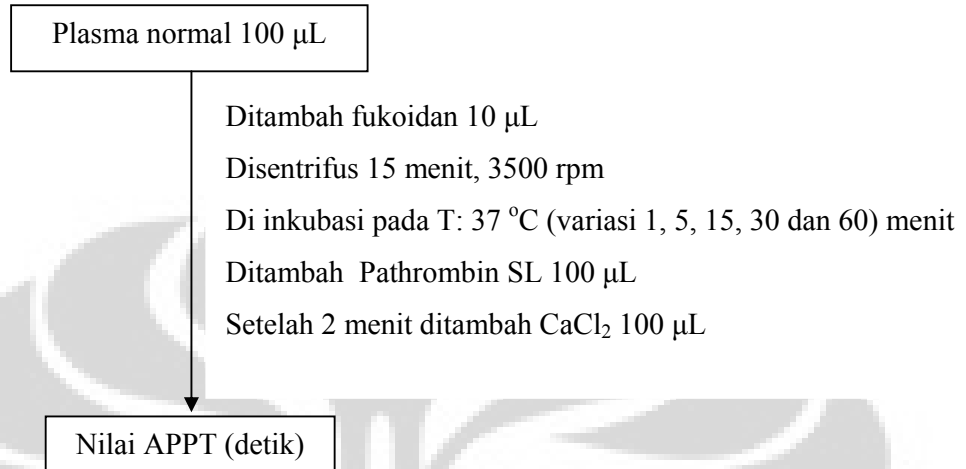 Plasma normal 100 μL
Ditambah fukoidan 10 μL
Disentrifus 15 menit, 3500 rpm
Di inkubasi pada T: 37 °C (variasi 1, 5, 15, 30 dan 60) menit
Ditambah Pathrombin SL 100 μL
Setelah 2 menit ditambah CaCl₂ 100 μL
Nilai APPT (detik)